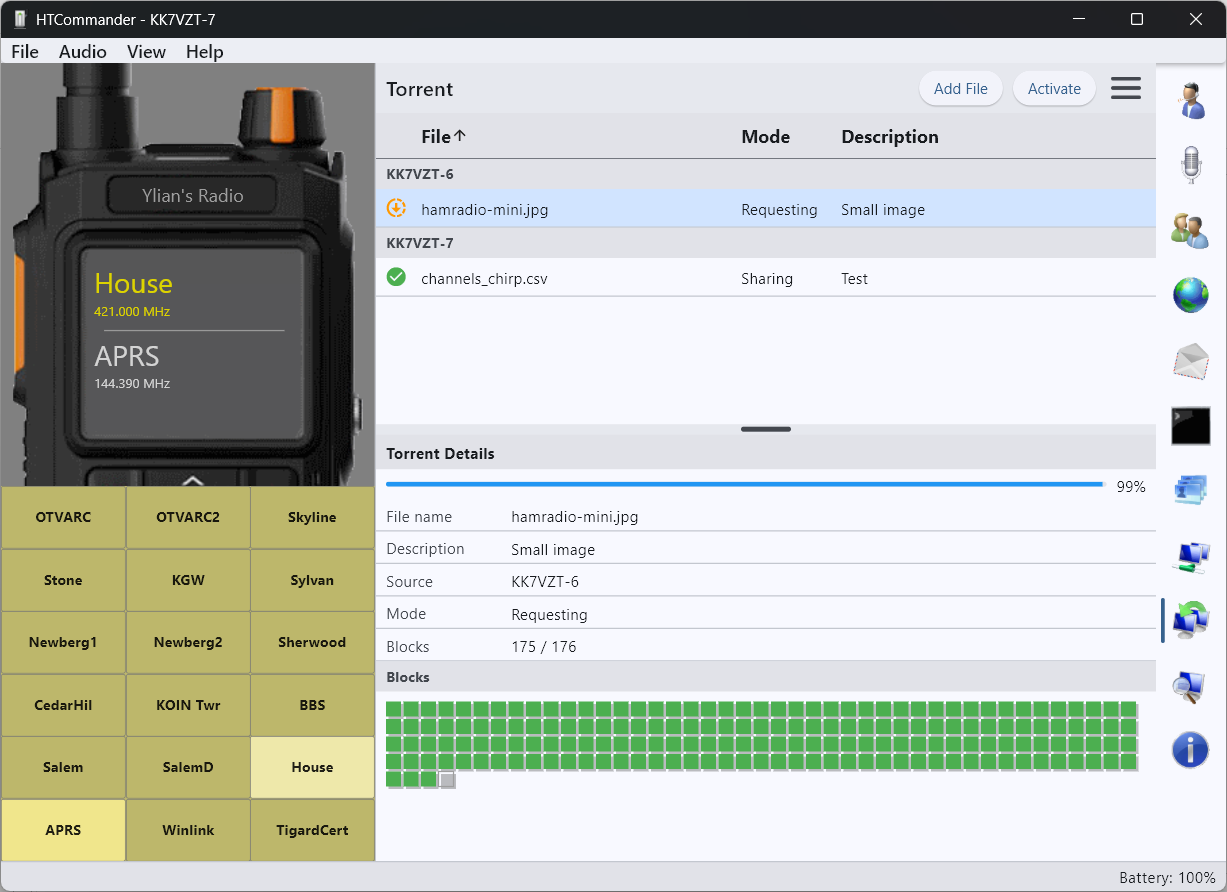 HTCommander - KK7VZT-7
File Audio View Help
Ylian's Radio
House
421.000 MHz
APRS
144.390 MHz
OTVARC OTVARC2 Skyline
Stone KGW Sylvan
Newberg1 Newberg2 Sherwood
CedarHil KOIN Twr BBS
Salem SalemD House
APRS Winlink TigardCert
Torrent Add File Activate
File Mode Description
KK7VZT-6
hamradio-mini.jpg Requesting Small image
KK7VZT-7
channels_chirp.csv Sharing Test
Torrent Details
99%
File name hamradio-mini.jpg
Description Small image
Source KK7VZT-6
Mode Requesting
Blocks 175 / 176
Blocks
Battery: 100%